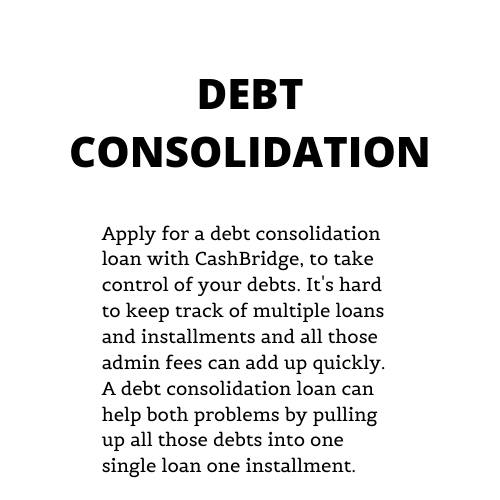 DEBT
CONSOLIDATION
Apply for a debt consolidation
loan with CashBridge, to take
control of your debts. It's hard
to keep track of multiple loans
and installments and all those
admin fees can add up quickly.
A debt consolidation loan can
help both problems by pulling
up all those debts into one
single loan one installment.